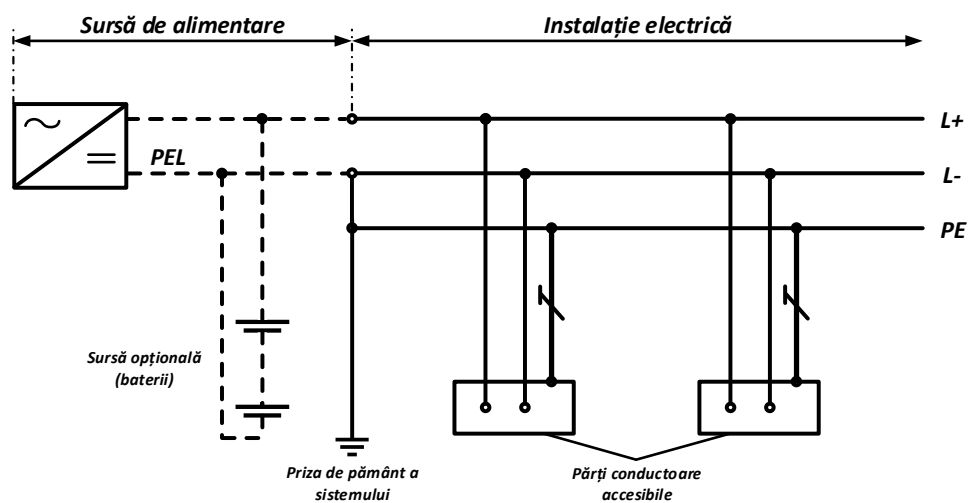 Sursă de alimentare
Instalație electrică
L+
PEL
L-
PE
Sursă opțională
(baterii)
Priza de pământ a
sistemului
Părți conductoare
accesibile